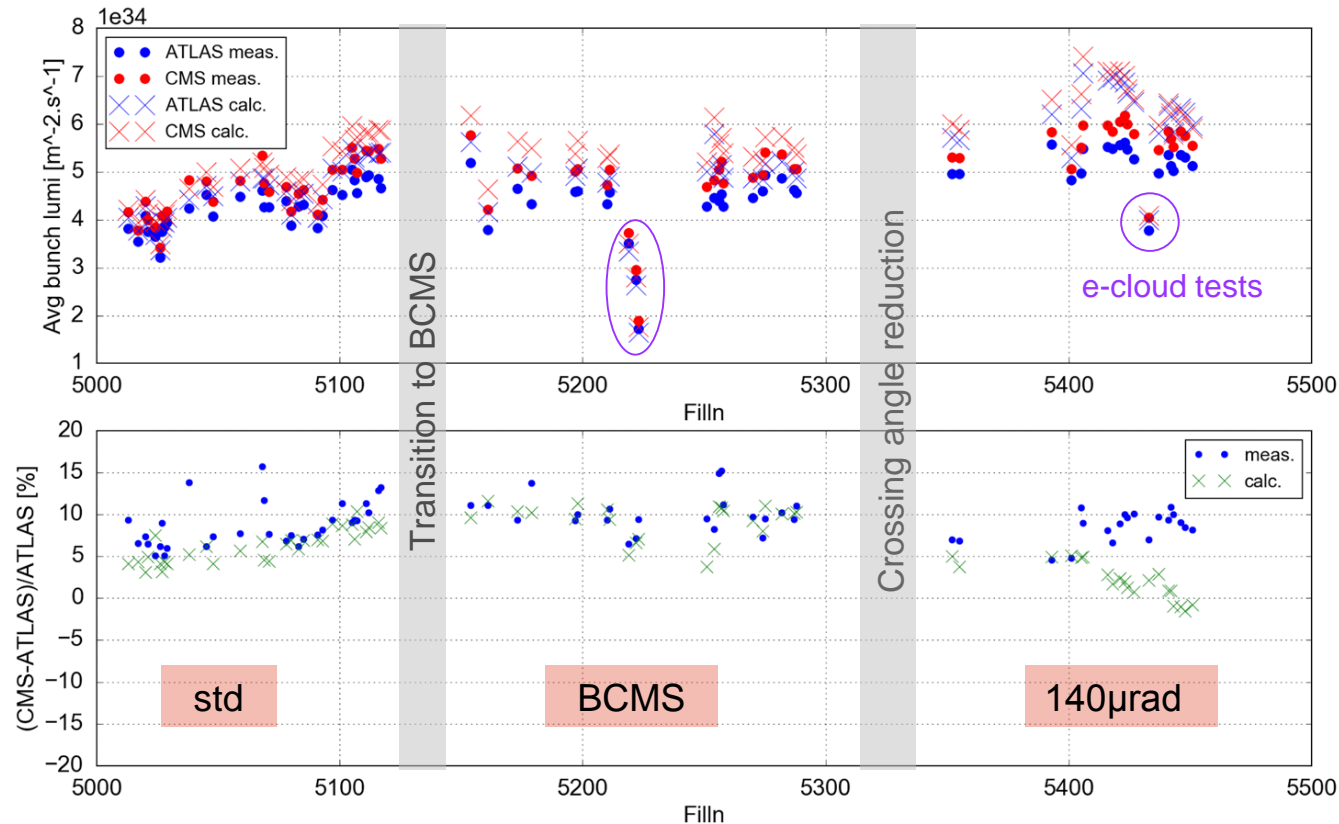 1e34
8
7
6
5
4
3
2
1
Avg bunch lumi [m^-2.s^-1]
ATLAS meas.
CMS meas.
ATLAS calc.
CMS calc.
Transition to BCMS
Crossing angle reduction
e-cloud tests
5000 5100 5200 5300 5400 5500
Filln
20
15
10
5
0
−5
−10
−15
−20
(CMS-ATLAS)/ATLAS [%]
meas.
calc.
std
BCMS
140μrad
5000 5100 5200 5300 5400 5500
Filln